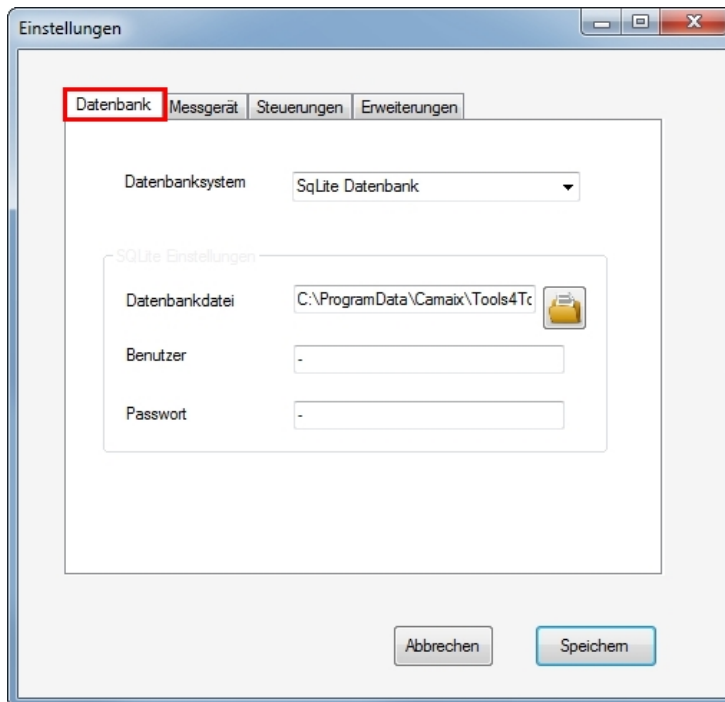 Einstellungen
Datenbank Messgerät Steuerungen Erweiterungen
Datenbanksystem SqLite Datenbank
SQLite Einstellungen
Datenbankdatei C:\ProgramData\Camaix\Tools4Tc
Benutzer -
Passwort -
Abbrechen Speichern